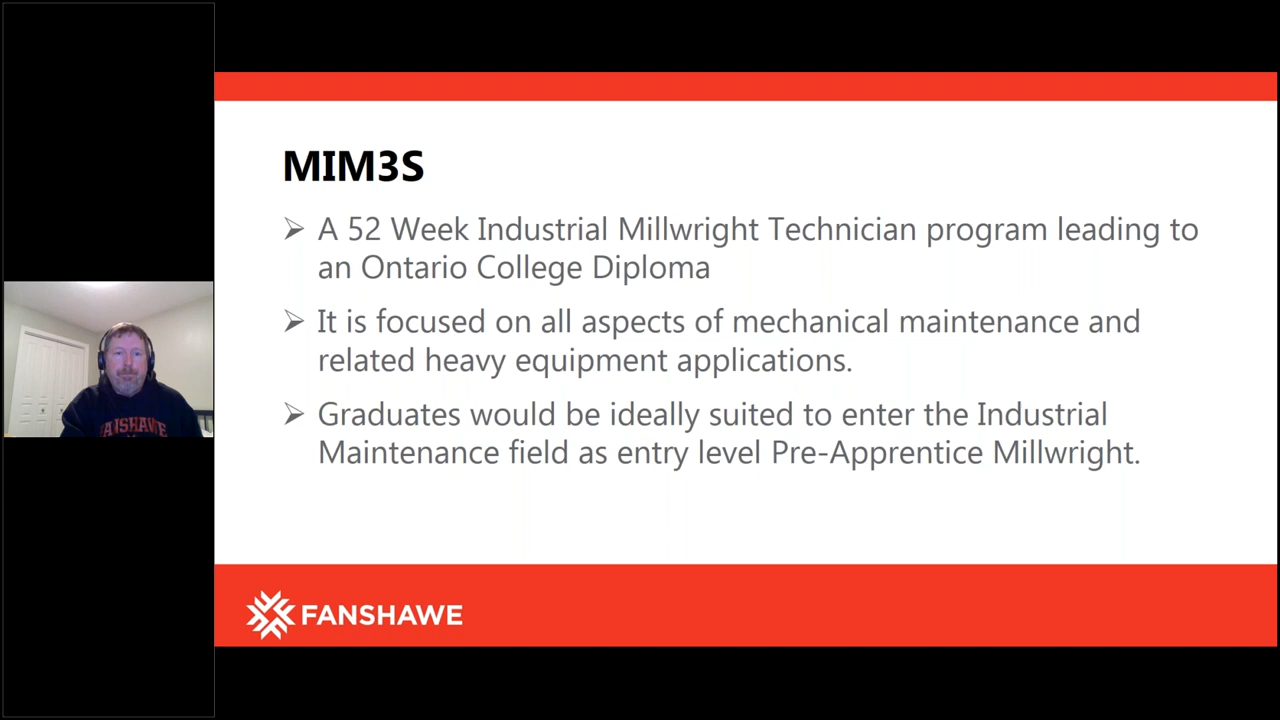 MIM3S
➢ A 52 Week Industrial Millwright Technician program leading to
an Ontario College Diploma
➢ It is focused on all aspects of mechanical maintenance and
related heavy equipment applications.
➢ Graduates would be ideally suited to enter the Industrial
Maintenance field as entry level Pre-Apprentice Millwright.
FANSHAWE
FANSHAWE